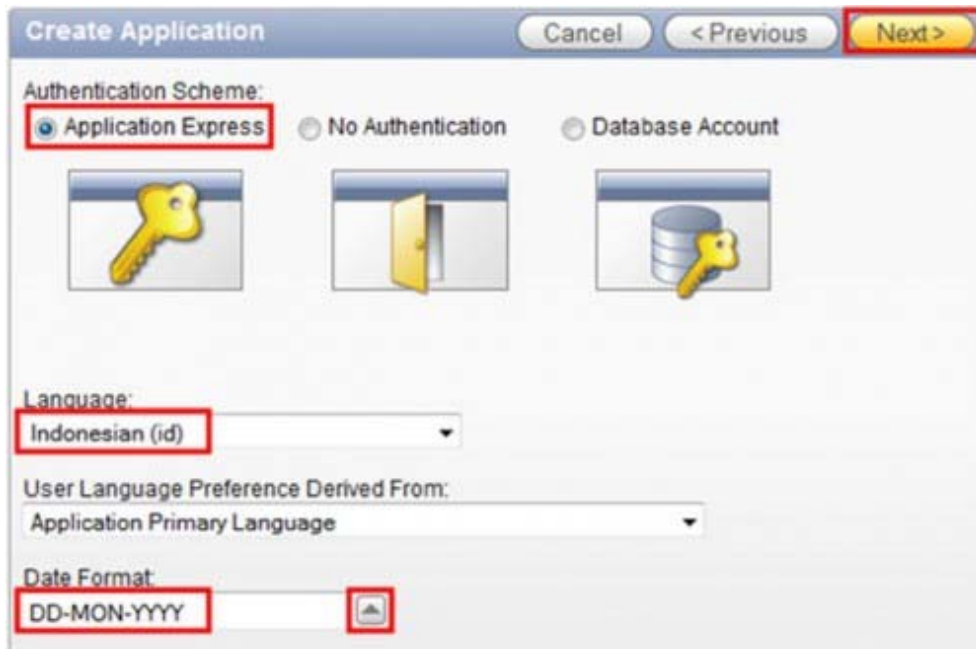 Create Application Cancel < Previous Next >
Authentication Scheme:
Application Express No Authentication Database Account
Language:
Indonesian (id)
User Language Preference Derived From:
Application Primary Language
Date Format:
DD-MON-YYYY